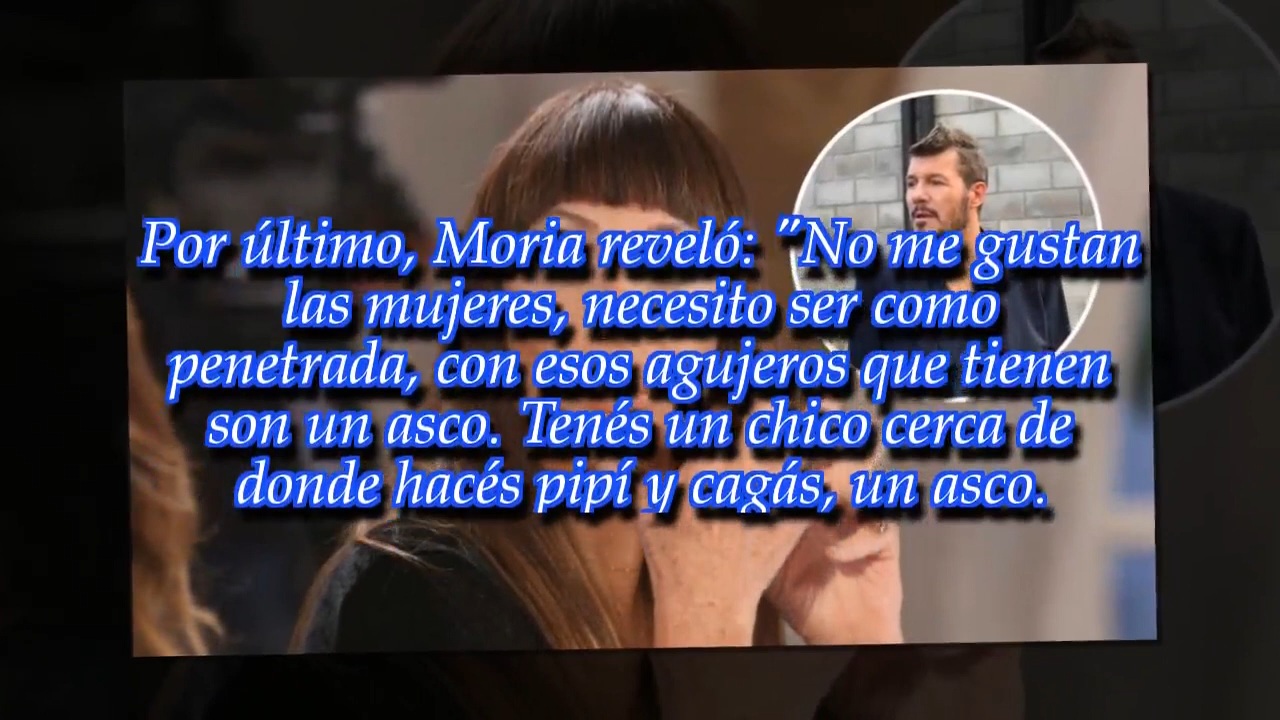 Por último, Moria reveló: "No me gustan
las mujeres, necesito ser como
penetrada, con esos agujeros que tienen
son un asco. Tenés un chico cerca de
donde hacés pipí y cagás, un asco.